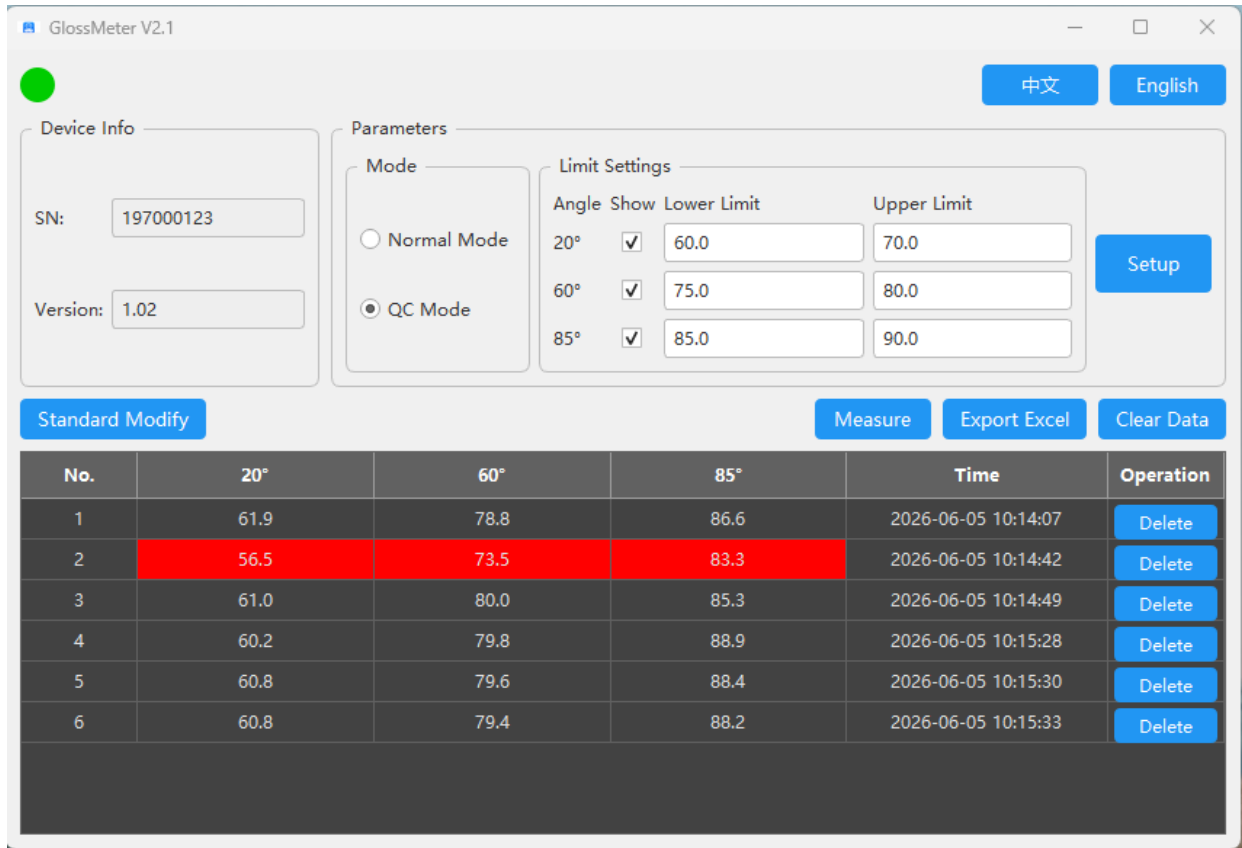 GlossMeter V2.1
中文 English
Device Info
SN: 197000123
Version: 1.02
Parameters
Mode
Normal Mode
QC Mode
Limit Settings
Angle Show Lower Limit Upper Limit
20° 60.0 70.0
60° 75.0 80.0
85° 85.0 90.0
Setup
Standard Modify Measure Export Excel Clear Data
No. 20° 60° 85° Time Operation
1 61.9 78.8 86.6 2026-06-05 10:14:07 Delete
2 56.5 73.5 83.3 2026-06-05 10:14:42 Delete
3 61.0 80.0 85.3 2026-06-05 10:14:49 Delete
4 60.2 79.8 88.9 2026-06-05 10:15:28 Delete
5 60.8 79.6 88.4 2026-06-05 10:15:30 Delete
6 60.8 79.4 88.2 2026-06-05 10:15:33 Delete